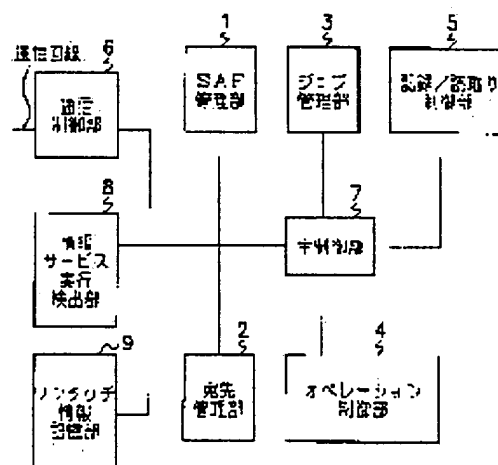 1
3
5
6
通信回線
SAF
管理部
ジョブ
管理部
記録/読取り
制御部
通信
制御部
8
7
情報
サービス
実行
検出部
主制御部
9
2
4
ワンタッチ
情報
記憶部
宛先
管理部
オペレーション
制御部